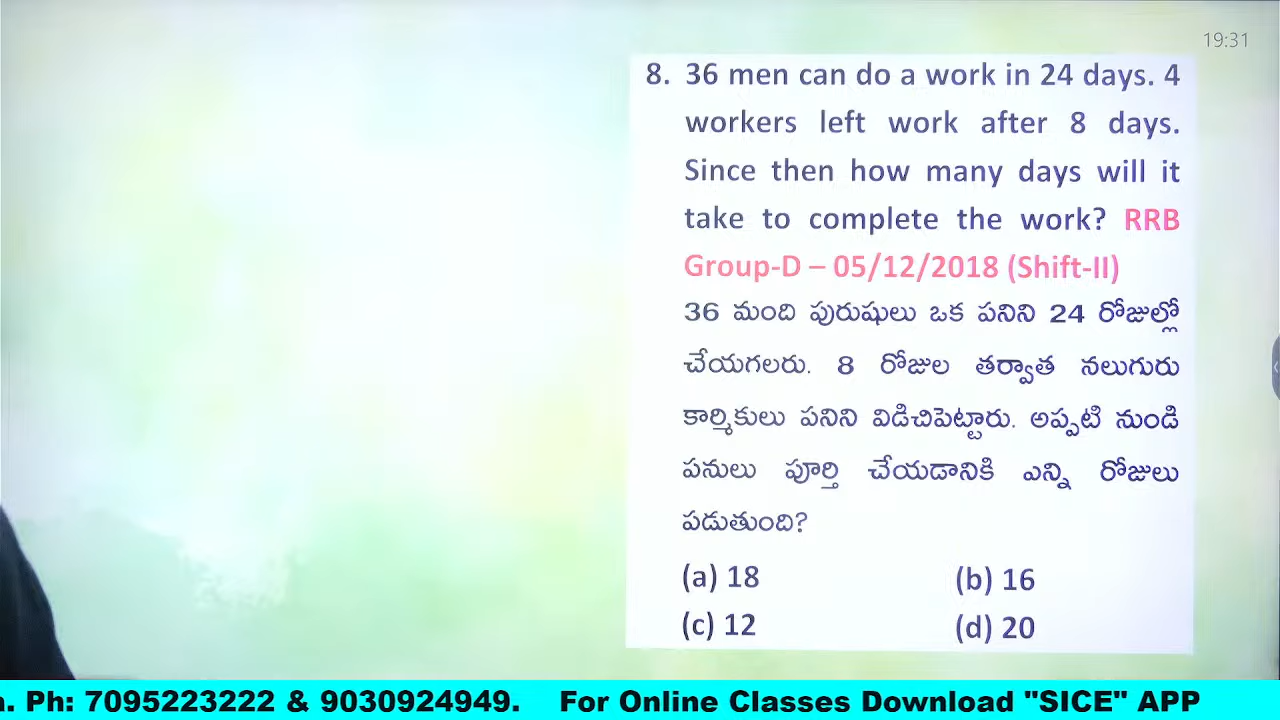 19:31
8. 36 men can do a work in 24 days. 4
workers left work after 8 days.
Since then how many days will it
take to complete the work? RRB
Group-D – 05/12/2018 (Shift-II)
36 మంది పురుషులు ఒక పనిని 24 రోజుల్లో
చేయగలరు. 8 రోజుల తర్వాత నలుగురు
కార్మికులు పనిని విడిచిపెట్టారు. అప్పటి నుండి
పనులు పూర్తి చేయడానికి ఎన్ని రోజులు
పడుతుంది?
(a) 18 (b) 16
(c) 12 (d) 20
Ph: 7095223222 & 9030924949. For Online Classes Download "SICE" APP